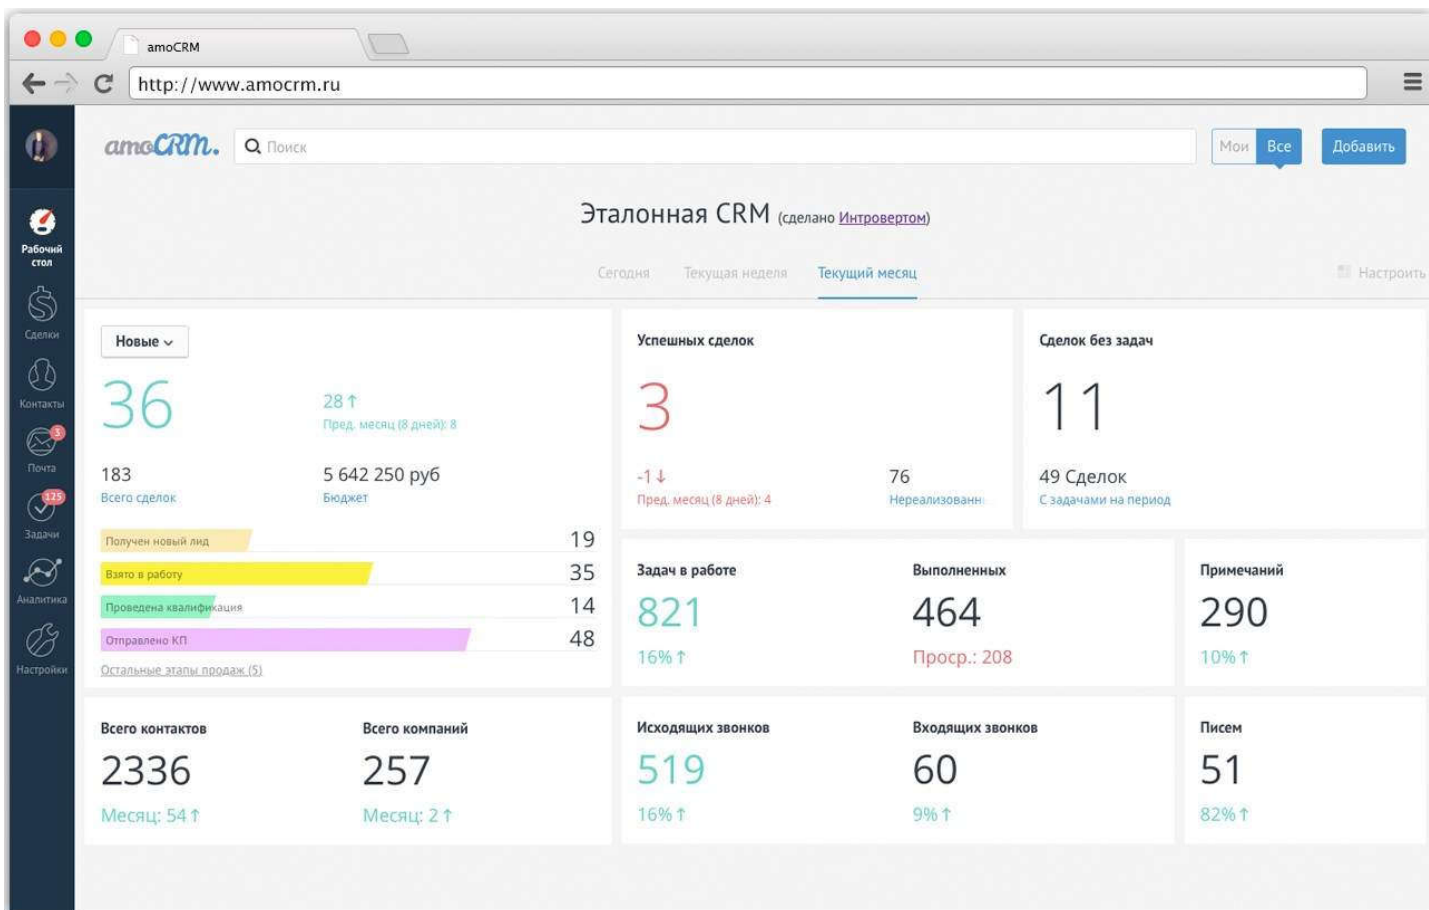 amoCRM
http://www.amocrm.ru
amoCRM.
Поиск
Мои
Все
Добавить
Эталонная CRM (сделано Интровертом)
Сегодня
Текущая неделя
Текущий месяц
Настроить
Рабочий
стол
Сделки
Контакты
3
Почта
125
Задачи
Аналитика
Настройки
Новые
36
28↑
Пред. месяц (8 дней): 8
183
Всего сделок
5 642 250 руб
Бюджет
Получен новый лид
19
Взято в работу
35
Проведена квалификация
14
Отправлено КП
48
Остальные этапы продаж (5)
Успешных сделок
3
-1↓
Пред. месяц (8 дней): 4
76
Нереализованн
Сделок без задач
11
49 Сделок
С задачами на период
Задач в работе
821
16%↑
Выполненных
464
Проср.: 208
Примечаний
290
10%↑
Всего контактов
2336
Месяц: 54↑
Всего компаний
257
Месяц: 2↑
Исходящих звонков
519
16%↑
Входящих звонков
60
9%↑
Писем
51
82%↑